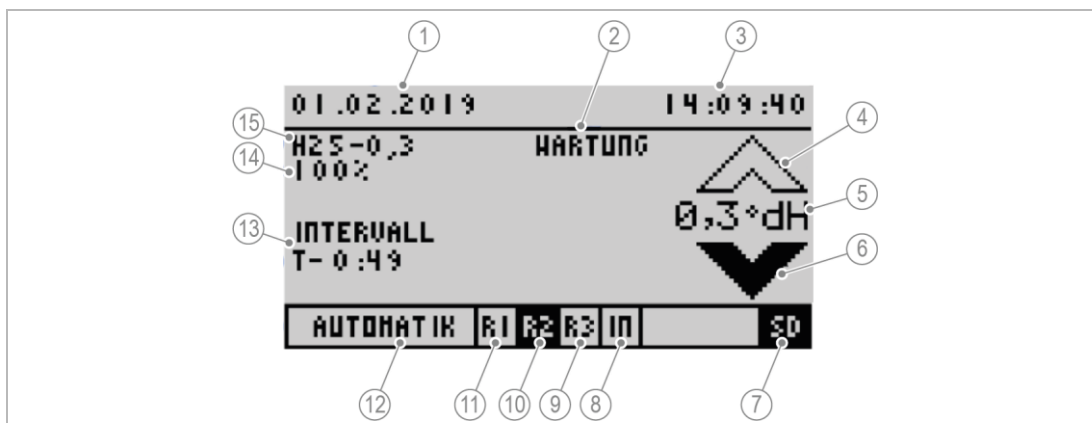 1 2 3
01.02.2019 14:09:40
15 H2S-0,3 WARTUNG 4
14 100%
0,3°dH 5
13 INTERVALL
T-0:49 6
AUTOMATIK R1 R2 R3 IN SD
12 11 10 9 8 7